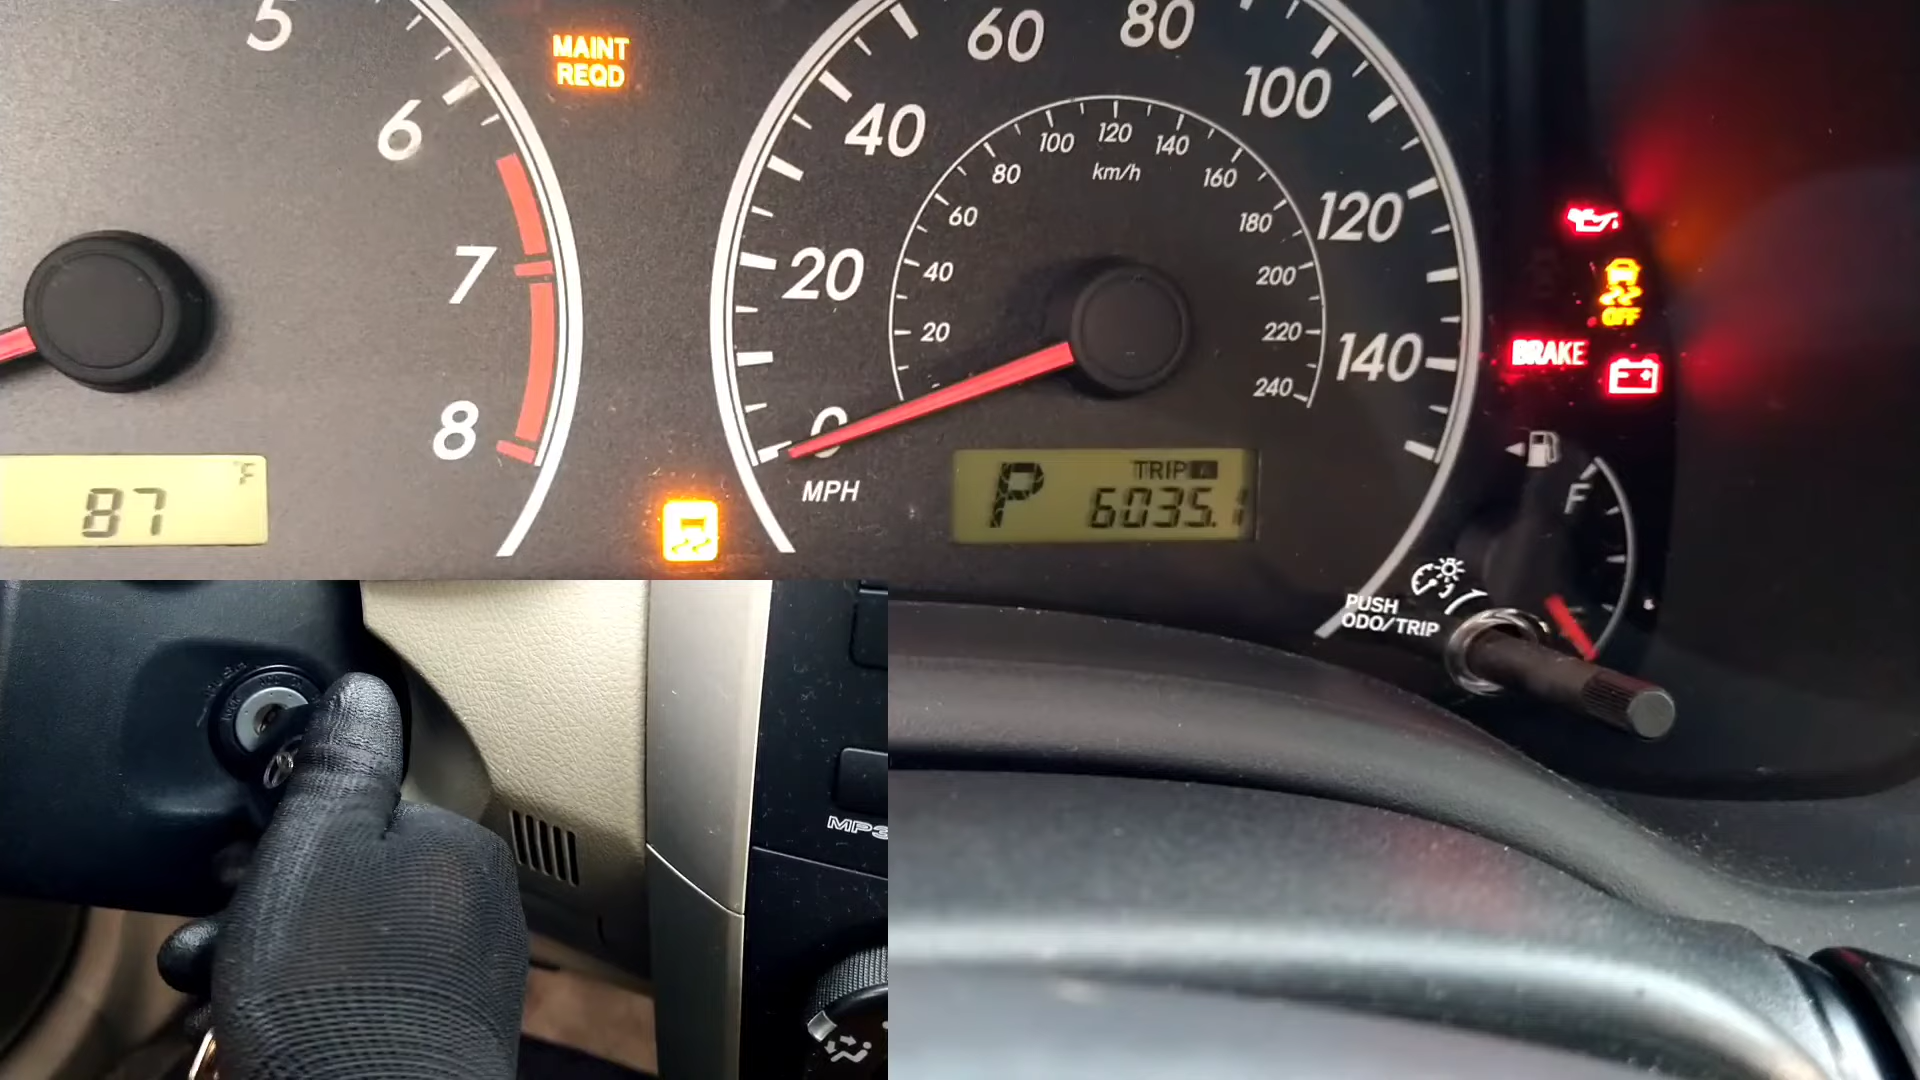 5
6
7
8
MAINT
REQD
87 °F
0
20
40
60
80
100
120
140
MPH
20
40
60
80
100
120
140
160
180
200
220
240
km/h
P
TRIP
6035.1
OFF
BRAKE
F
PUSH
ODO/TRIP
MP3